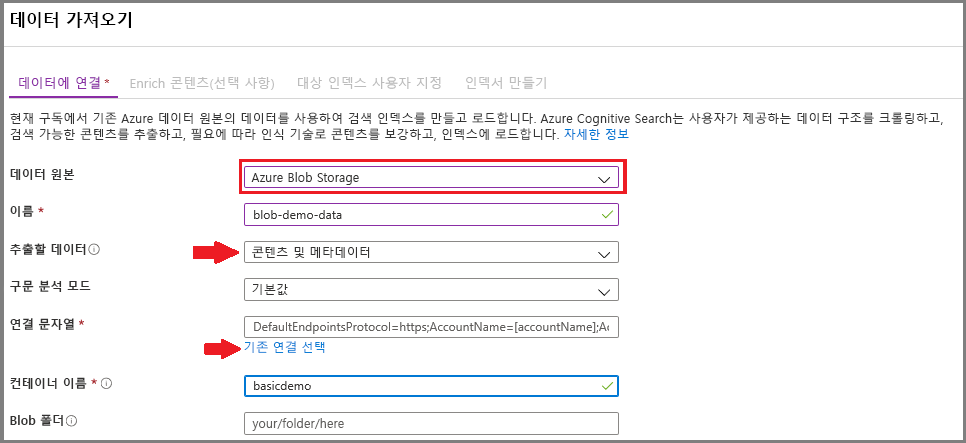 데이터 가져오기
데이터에 연결 * Enrich 콘텐츠(선택 사항) 대상 인덱스 사용자 지정 인덱서 만들기
현재 구독에서 기존 Azure 데이터 원본의 데이터를 사용하여 검색 인덱스를 만들고 로드합니다. Azure Cognitive Search는 사용자가 제공하는 데이터 구조를 크롤링하고,
검색 가능한 콘텐츠를 추출하고, 필요에 따라 인식 기술로 콘텐츠를 보강하고, 인덱스에 로드합니다. 자세한 정보
데이터 원본 Azure Blob Storage
이름 * blob-demo-data
추출할 데이터 콘텐츠 및 메타데이터
구문 분석 모드 기본값
연결 문자열 * DefaultEndpointsProtocol=https;AccountName=[accountName];Ac
기존 연결 선택
컨테이너 이름 * basicdemo
Blob 폴더 your/folder/here